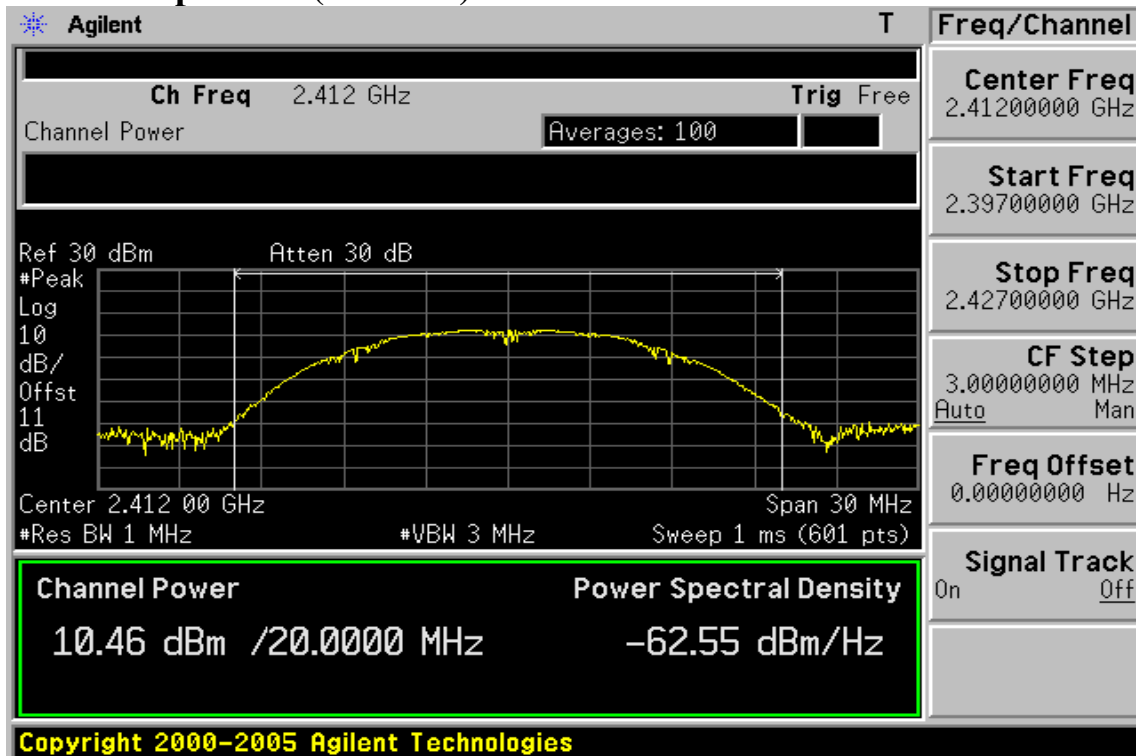 Agilent T
Freq/Channel
Ch Freq 2.412 GHz Trig Free
Channel Power Averages: 100
Center Freq
2.41200000 GHz
Start Freq
2.39700000 GHz
Stop Freq
2.42700000 GHz
CF Step
3.00000000 MHz
Auto Man
Freq Offset
0.00000000 Hz
Signal Track
On Off
Ref 30 dBm Atten 30 dB
#Peak
Log
10
dB/
Offst
11
dB
Center 2.412 00 GHz Span 30 MHz
#Res BW 1 MHz #VBW 3 MHz Sweep 1 ms (601 pts)
Channel Power Power Spectral Density
10.46 dBm /20.0000 MHz -62.55 dBm/Hz
Copyright 2000-2005 Agilent Technologies